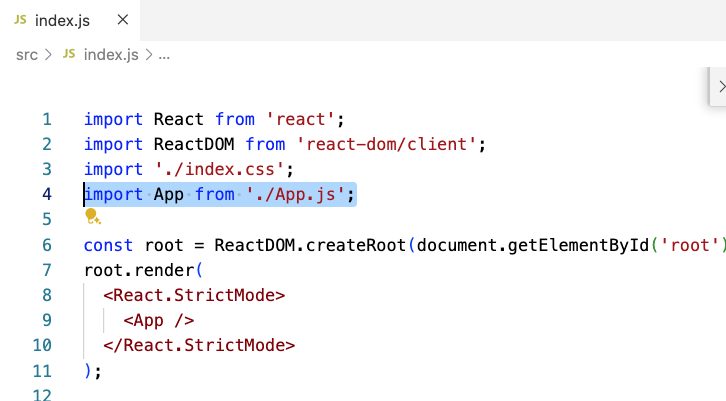 JS index.js
src > JS index.js > ...
1 import React from 'react';
2 import ReactDOM from 'react-dom/client';
3 import './index.css';
4 import App from './App.js';
5
6 const root = ReactDOM.createRoot(document.getElementById('root')
7 root.render(
8 <React.StrictMode>
9 <App />
10 </React.StrictMode>
11 );
12